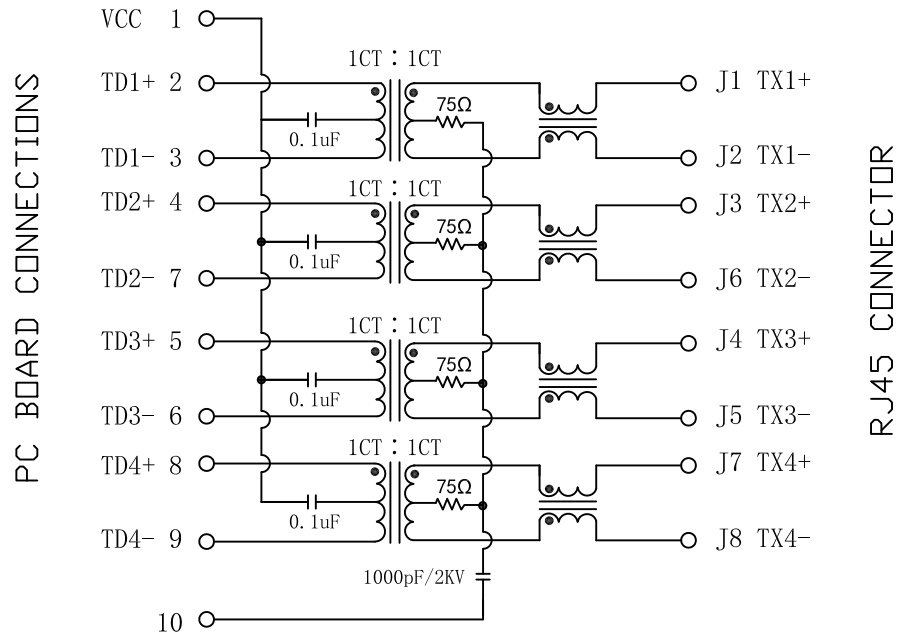 VCC 1
1CT : 1CT
TD1+ 2
J1 TX1+
75Ω
0.1uF
TD1- 3
J2 TX1-
1CT : 1CT
TD2+ 4
J3 TX2+
75Ω
0.1uF
TD2- 7
J6 TX2-
1CT : 1CT
TD3+ 5
J4 TX3+
75Ω
0.1uF
TD3- 6
J5 TX3-
1CT : 1CT
TD4+ 8
J7 TX4+
75Ω
0.1uF
TD4- 9
J8 TX4-
1000pF/2KV
10
PC BOARD CONNECTIONS
RJ45 CONNECTOR